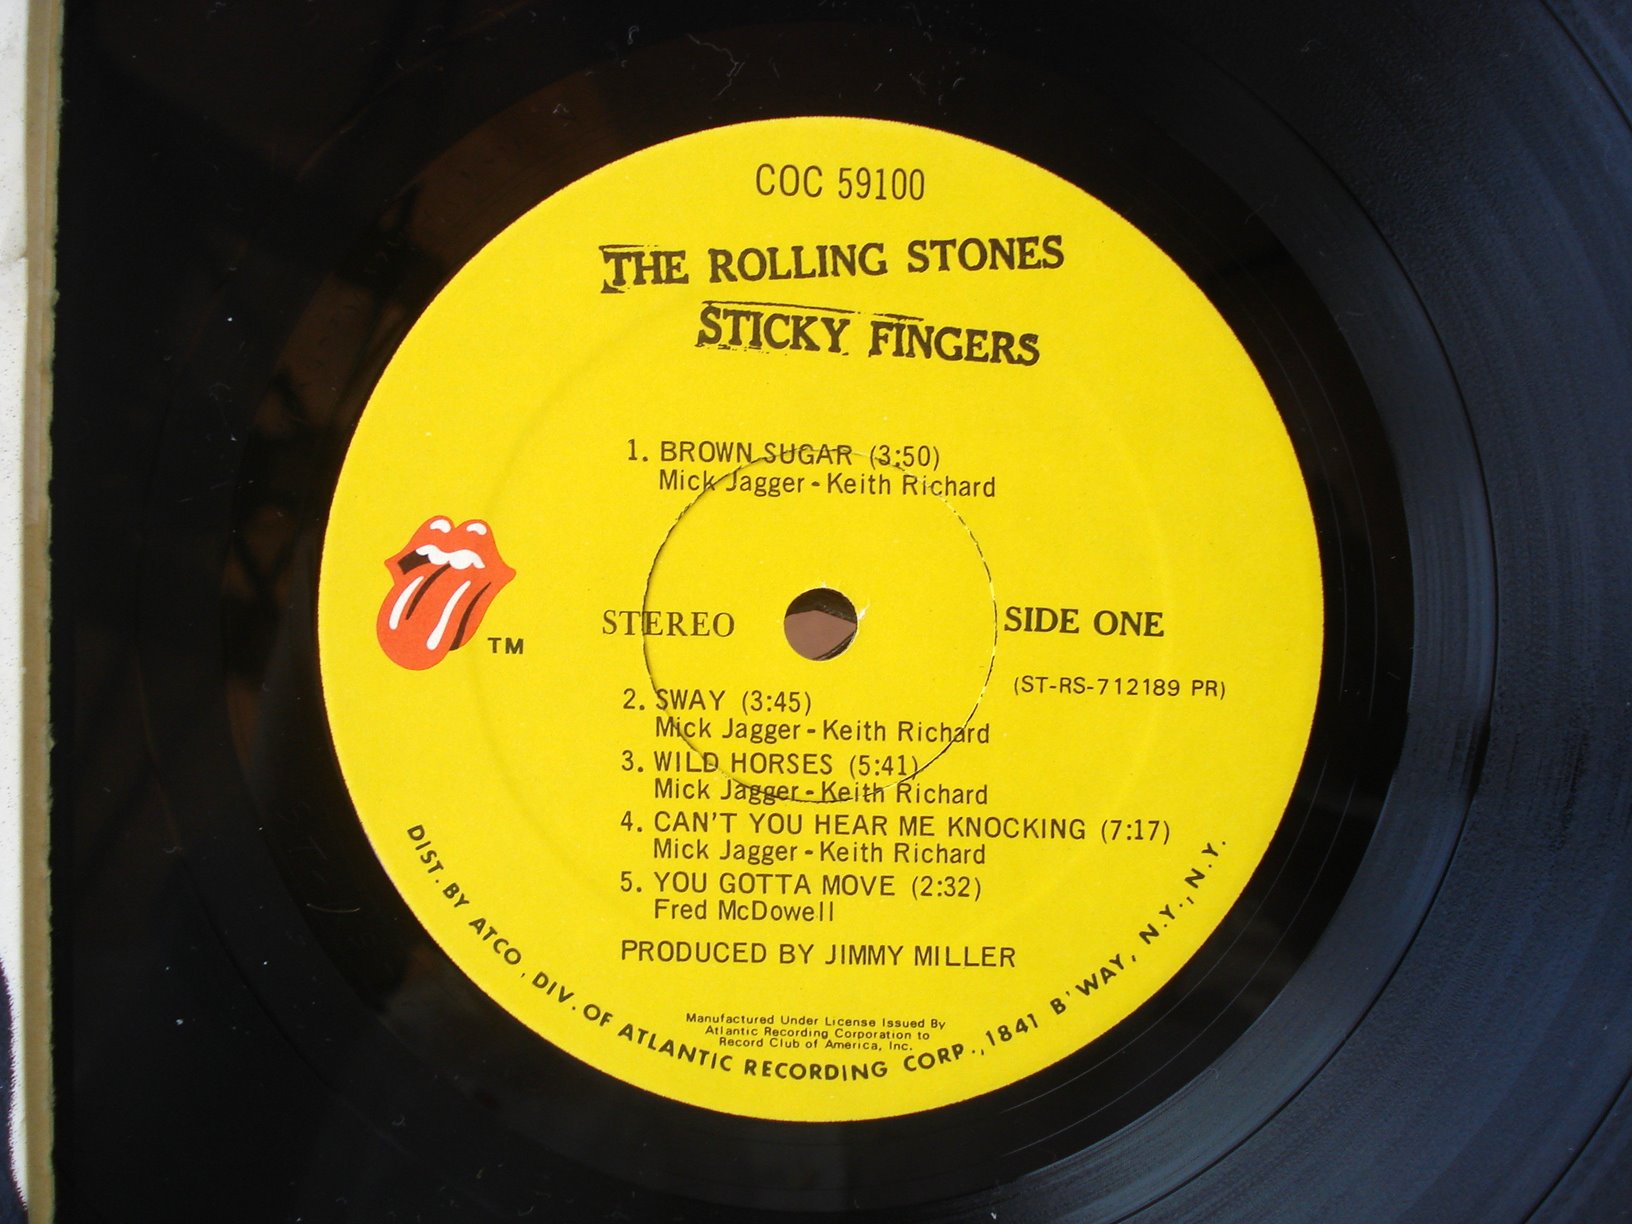 COC 59100
THE ROLLING STONES
STICKY FINGERS
1. BROWN SUGAR (3:50)
Mick Jagger - Keith Richard
TM
STEREO
SIDE ONE
(ST-RS-712189 PR)
2. SWAY (3:45)
Mick Jagger - Keith Richard
3. WILD HORSES (5:41)
Mick Jagger - Keith Richard
4. CAN'T YOU HEAR ME KNOCKING (7:17)
Mick Jagger - Keith Richard
5. YOU GOTTA MOVE (2:32)
Fred McDowell
PRODUCED BY JIMMY MILLER
Manufactured Under License Issued By
Atlantic Recording Corporation to
Record Club of America, Inc.
DIST. BY ATCO, DIV. OF ATLANTIC RECORDING CORP., 1841 B'WAY, N.Y., N.Y.